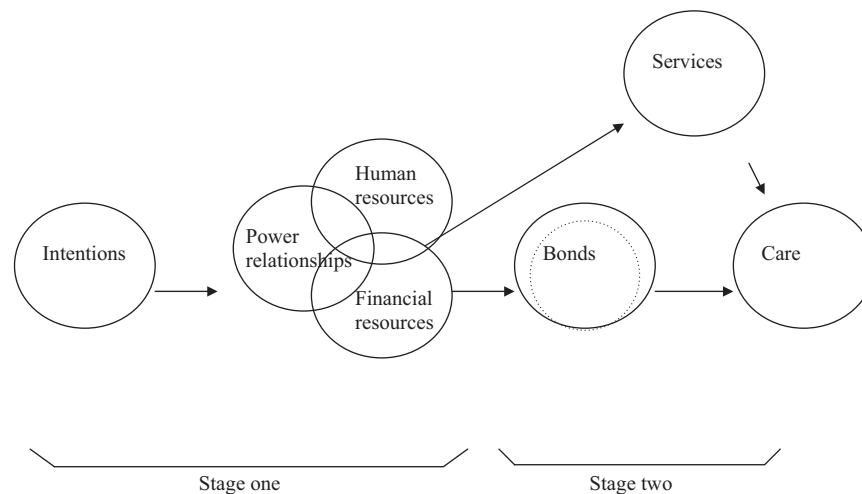 Services
Human
resources
Power
relationships
Intentions
Bonds
Care
Financial
resources
Stage one
Stage two